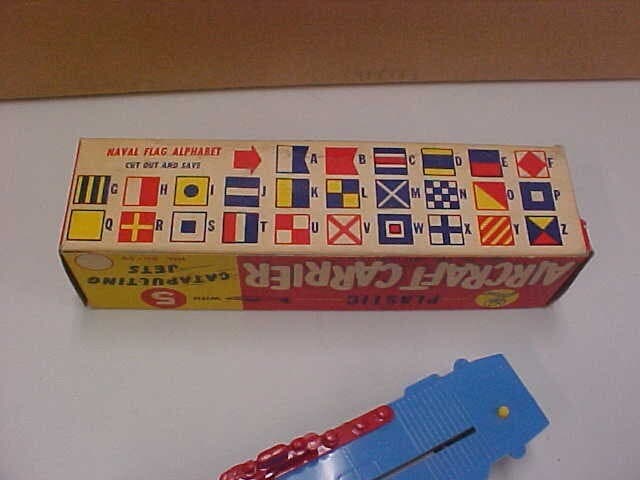 NAVAL FLAG ALPHABET
CUT OUT AND SAVE
A B C D E F
G H I J K L M N O P
Q R S T U V W X Y Z
PLASTIC
AIRCRAFT CARRIER
WITH 5
CATAPULTING
JETS